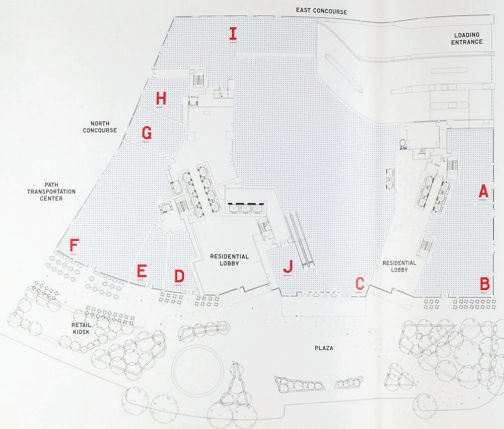 EAST CONCOURSE
I
LOADING
ENTRANCE
H
NORTH
CONCOURSE
G
PATH
TRANSPORTATION
CENTER
A
F
E
D
RESIDENTIAL
LOBBY
J
RESIDENTIAL
LOBBY
C
B
RETAIL
KIOSK
PLAZA